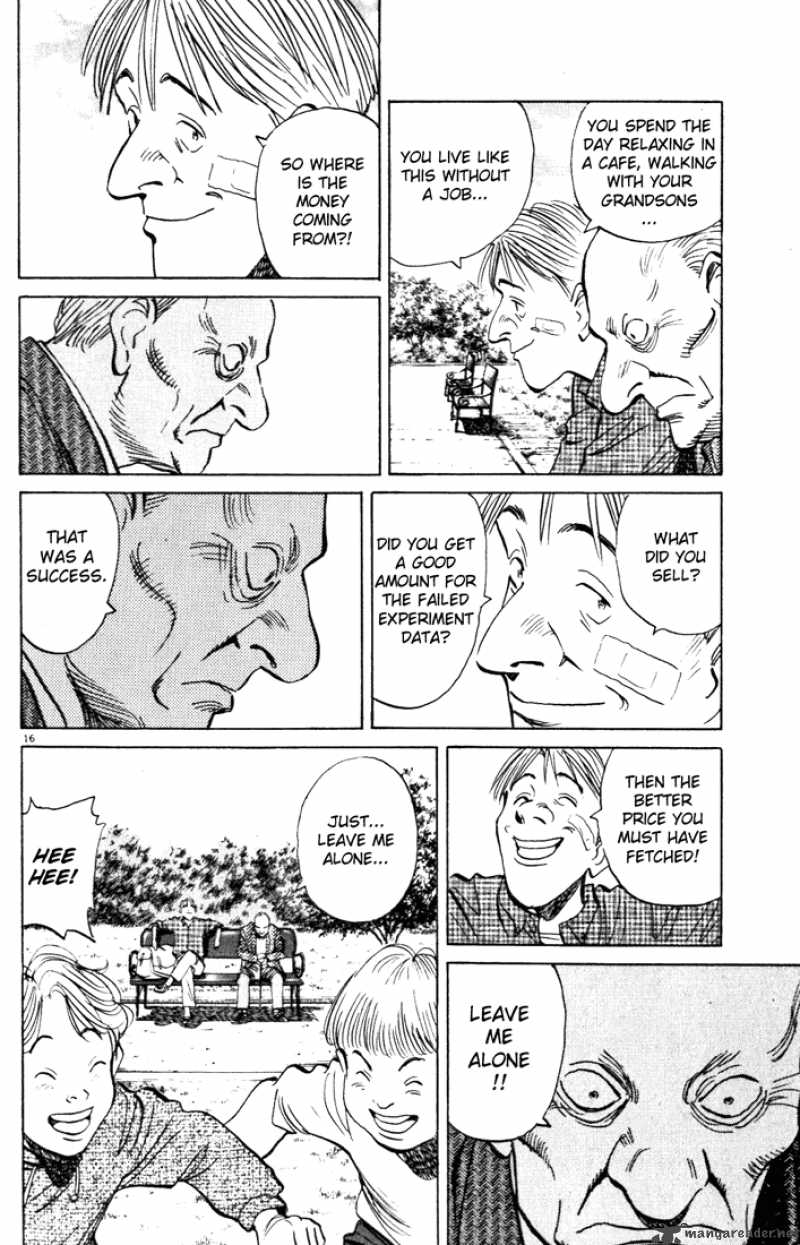 YOU SPEND THE
DAY RELAXING IN
A CAFE, WALKING
WITH YOUR
GRANDSONS
...
YOU LIVE LIKE
THIS WITHOUT
A JOB...
SO WHERE
IS THE
MONEY
COMING
FROM?!
WHAT
DID YOU
SELL?
DID YOU GET
A GOOD
AMOUNT FOR
THE FAILED
EXPERIMENT
DATA?
THAT
WAS A
SUCCESS.
16
THEN THE
BETTER
PRICE YOU
MUST HAVE
FETCHED!
JUST...
LEAVE ME
ALONE...
HEE
HEE!
LEAVE
ME
ALONE
!!
mangareader.net